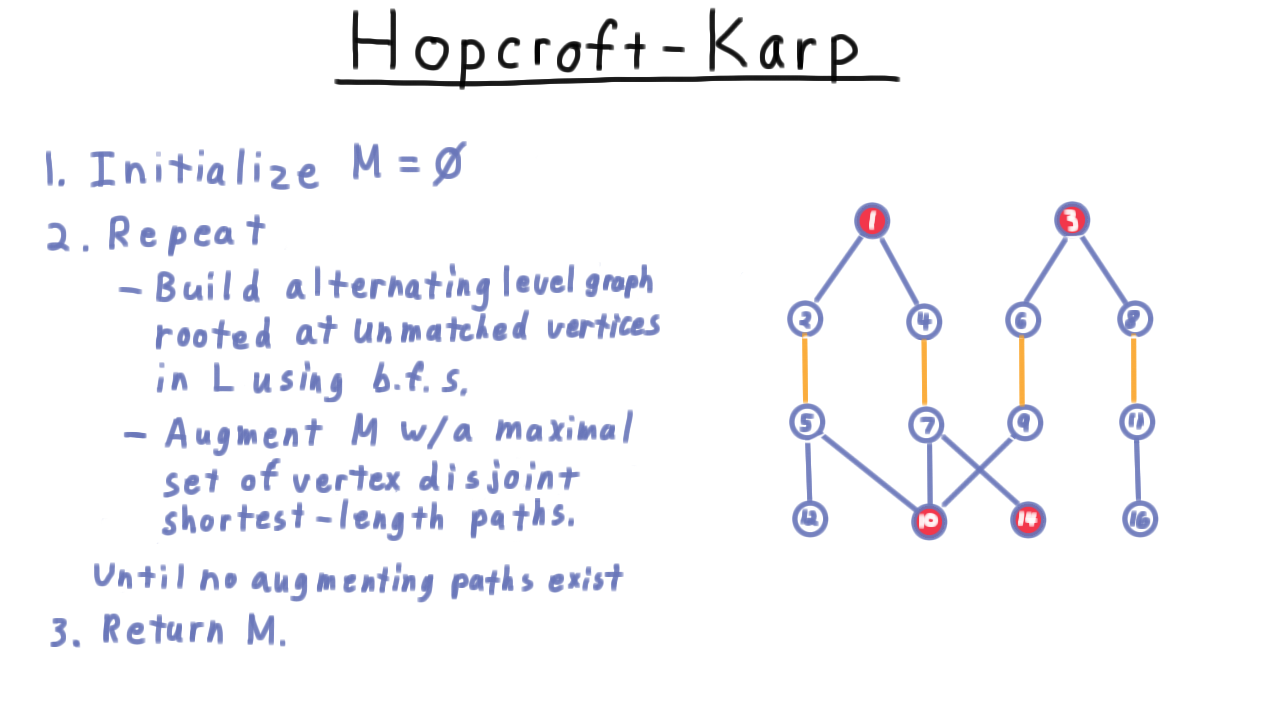 Hopcroft-Karp
1. Initialize M = ∅
2. Repeat
- Build alternating level graph
rooted at unmatched vertices
in L using b.f.s.
- Augment M w/a maximal
set of vertex disjoint
shortest-length paths.
Until no augmenting paths exist
3. Return M.
1 3
2 4 6 8
5 7 9 11
12 10 14 16